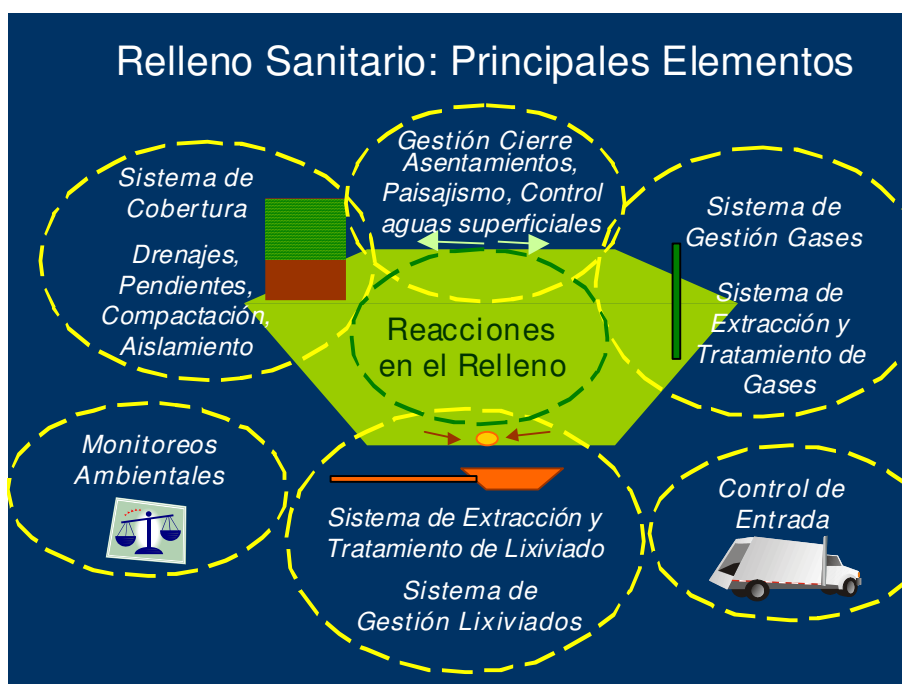 Relleno Sanitario: Principales Elementos
Gestión Cierre
Asentamientos,
Paisajismo, Control
aguas superficiales
Sistema de
Cobertura
Drenajes,
Pendientes,
Compactación,
Aislamiento
Sistema de
Gestión Gases
Sistema de
Extracción y
Tratamiento de
Gases
Reacciones
en el Relleno
Monitoreos
Ambientales
Sistema de Extracción y
Tratamiento de Lixiviado
Sistema de
Gestión Lixiviados
Control de
Entrada